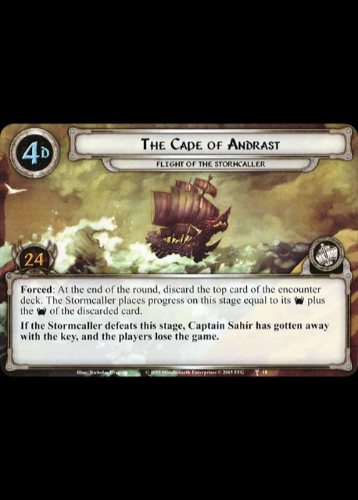 4D
THE CAPE OF ANDRAST
FLIGHT OF THE STORMCALLER
24
Forced: At the end of the round, discard the top card of the encounter
deck. The Stormcaller places progress on this stage equal to its plus
the of the discarded card.
If the Stormcaller defeats this stage, Captain Sahír has gotten away
with the key, and the players lose the game.
Illus. Nicholas
© 2015 Middle-earth Enterprises © 2015 FFG